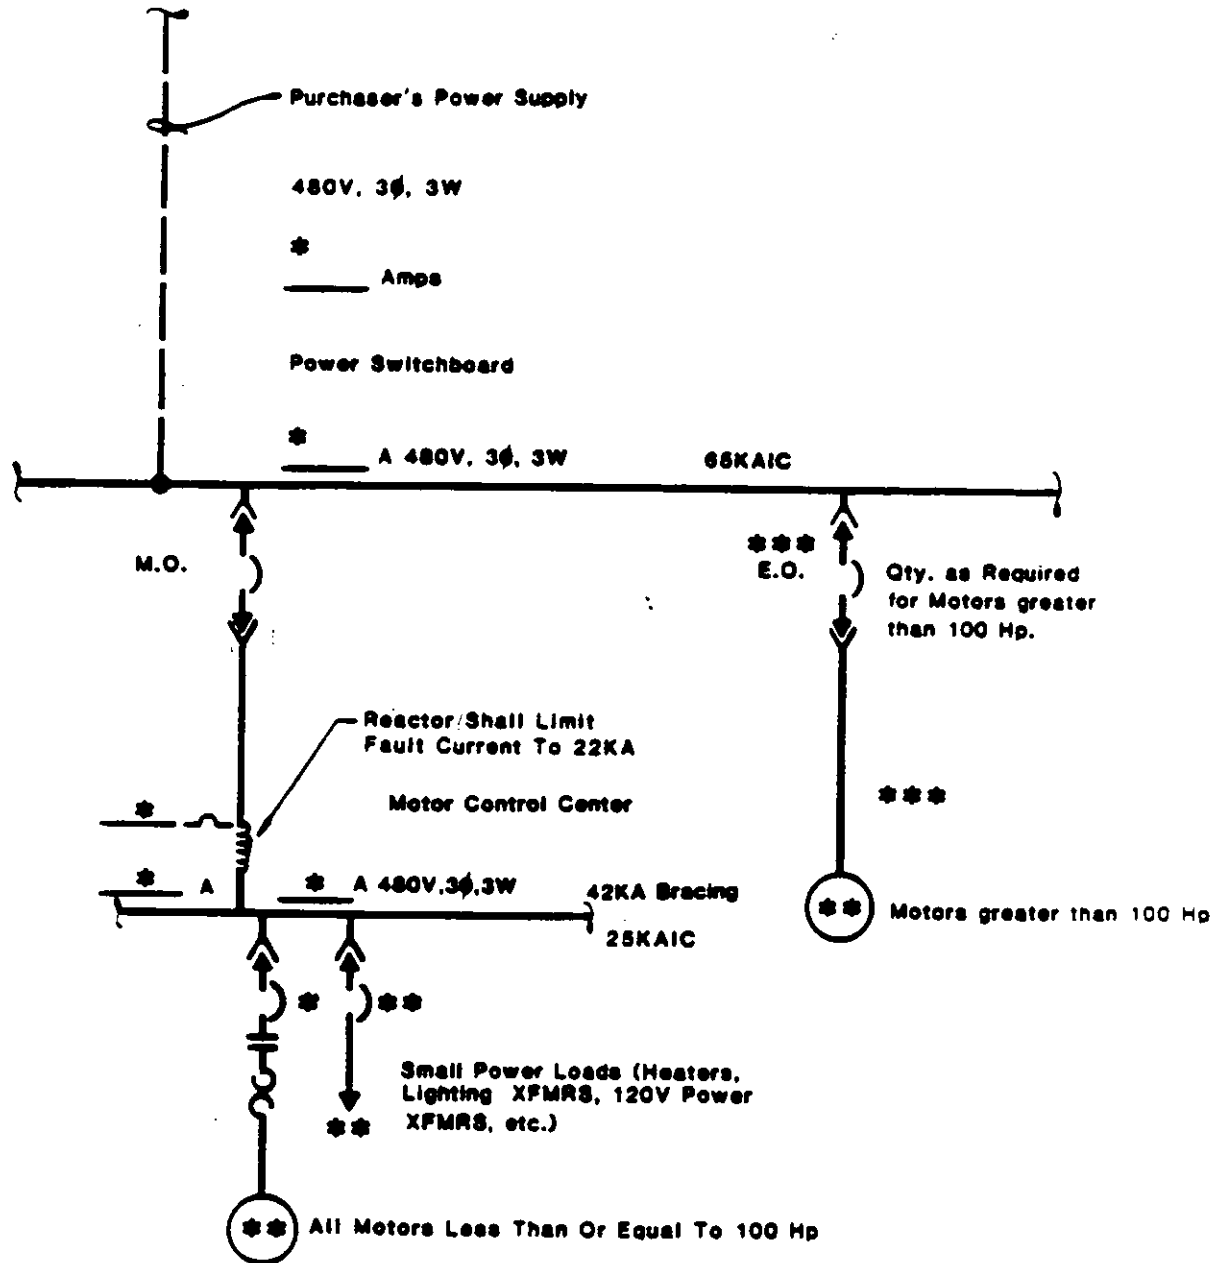 Purchaser's Power Supply
480V, 3ϕ, 3W
*
Amps
Power Switchboard
*
A 480V, 3ϕ, 3W
65KAIC
M.O.
***
E.O.
Qty. as Required
for Motors greater
than 100 Hp.
Reactor Shall Limit
Fault Current To 22KA
Motor Control Center
***
*
*
A
*
A 480V,3ϕ,3W
42KA Bracing
25KAIC
**
Motors greater than 100 Hp
*
**
Small Power Loads (Heaters,
Lighting XFMRS, 120V Power
XFMRS, etc.)
**
**
All Motors Less Than Or Equal To 100 Hp